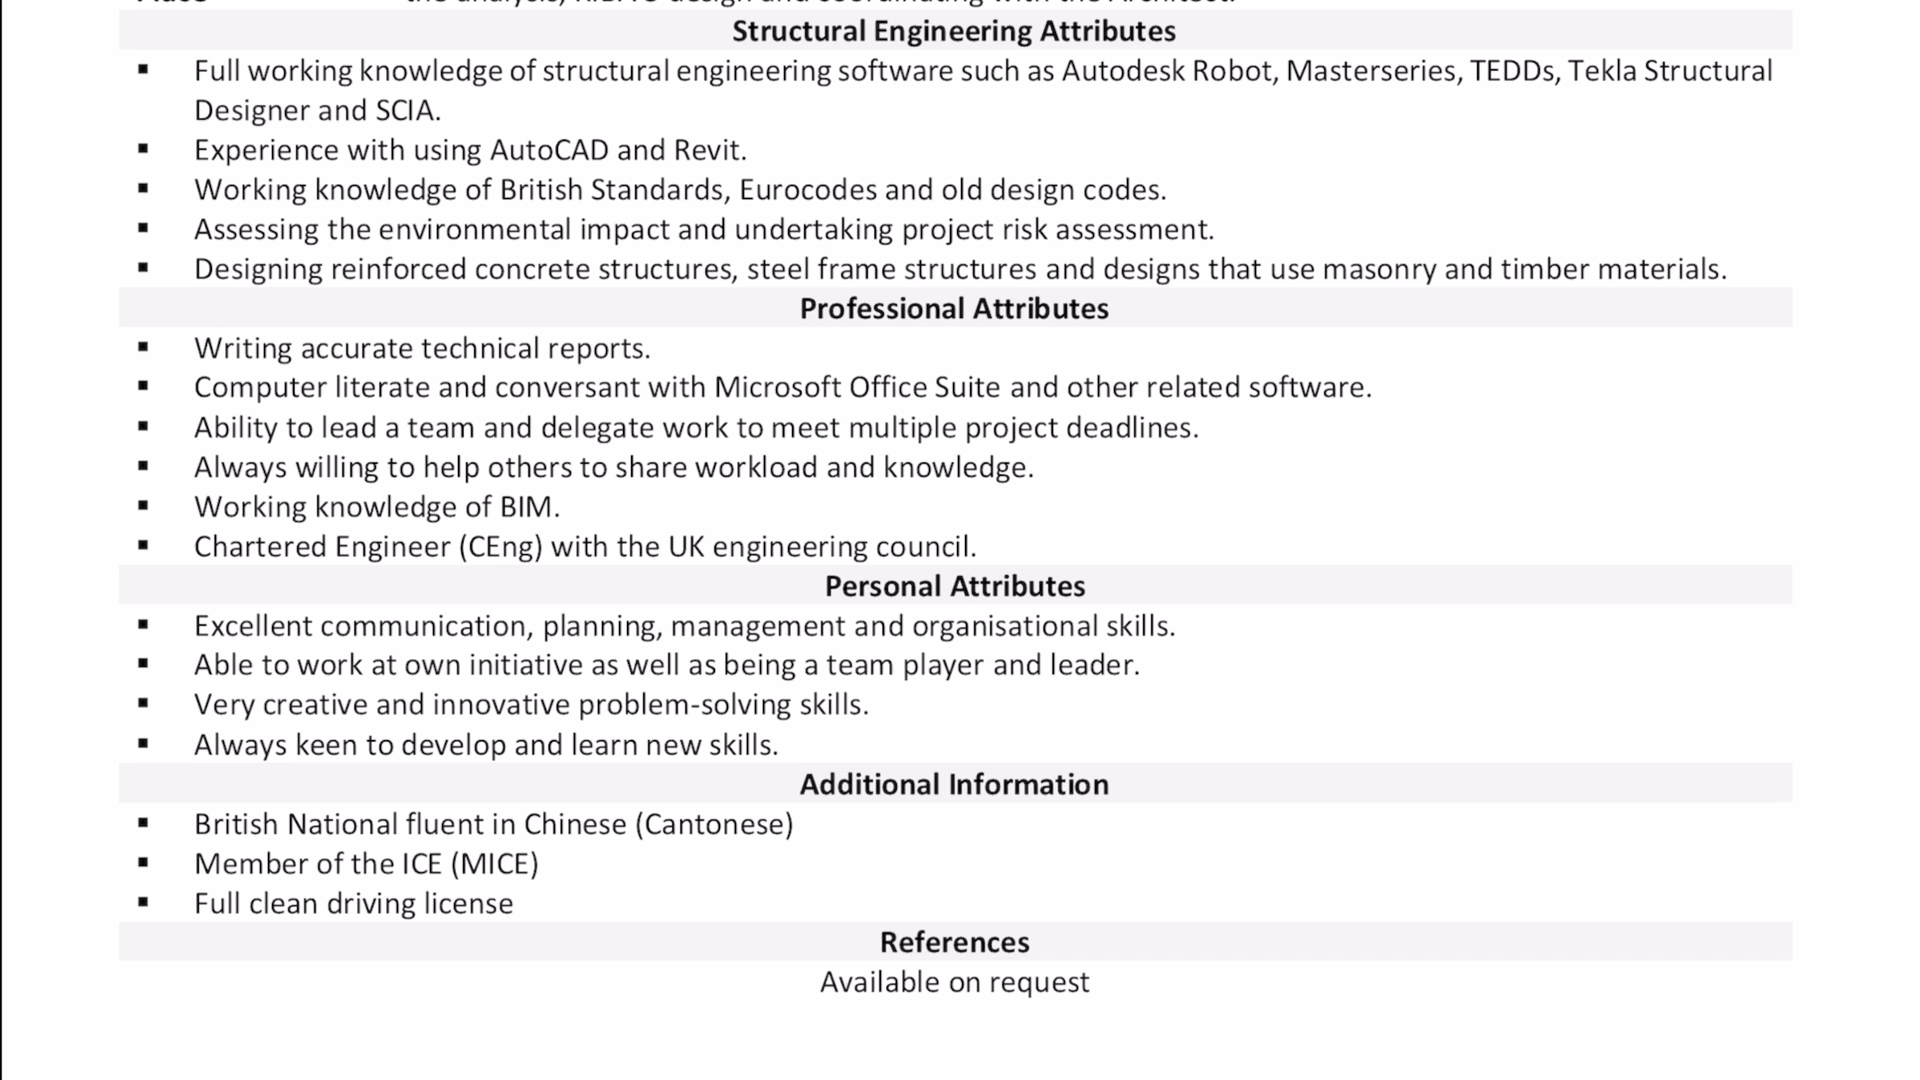 Structural Engineering Attributes
▪ Full working knowledge of structural engineering software such as Autodesk Robot, Masterseries, TEDDs, Tekla Structural
Designer and SCIA.
▪ Experience with using AutoCAD and Revit.
▪ Working knowledge of British Standards, Eurocodes and old design codes.
▪ Assessing the environmental impact and undertaking project risk assessment.
▪ Designing reinforced concrete structures, steel frame structures and designs that use masonry and timber materials.
Professional Attributes
▪ Writing accurate technical reports.
▪ Computer literate and conversant with Microsoft Office Suite and other related software.
▪ Ability to lead a team and delegate work to meet multiple project deadlines.
▪ Always willing to help others to share workload and knowledge.
▪ Working knowledge of BIM.
▪ Chartered Engineer (CEng) with the UK engineering council.
Personal Attributes
▪ Excellent communication, planning, management and organisational skills.
▪ Able to work at own initiative as well as being a team player and leader.
▪ Very creative and innovative problem-solving skills.
▪ Always keen to develop and learn new skills.
Additional Information
▪ British National fluent in Chinese (Cantonese)
▪ Member of the ICE (MICE)
▪ Full clean driving license
References
Available on request